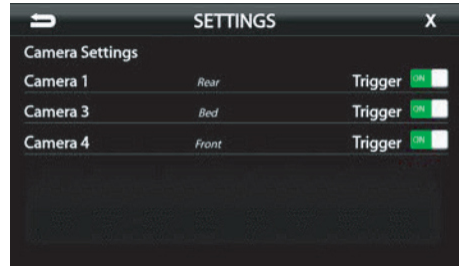 SETTINGS X
Camera Settings
Camera 1 Rear Trigger ON
Camera 3 Bed Trigger ON
Camera 4 Front Trigger ON